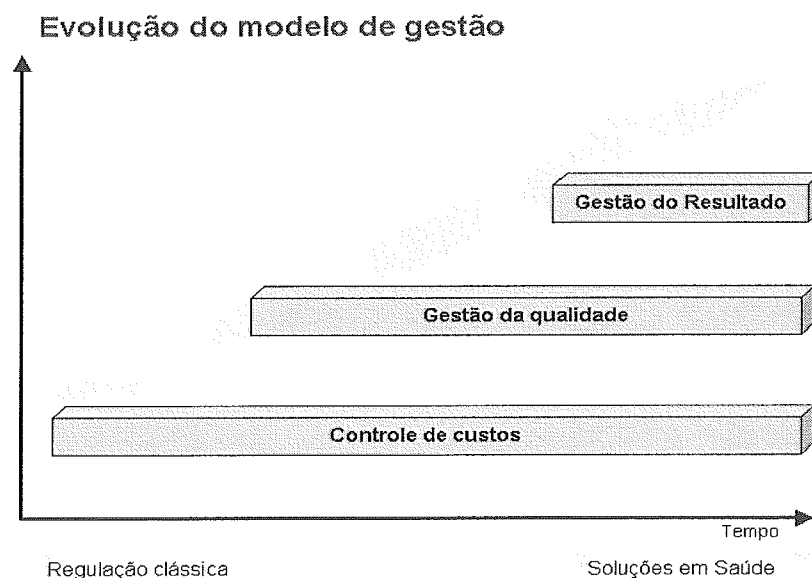 Evolução do modelo de gestão
Gestão do Resultado
Gestão da qualidade
Controle de custos
Tempo
Regulação clássica
Soluções em Saúde